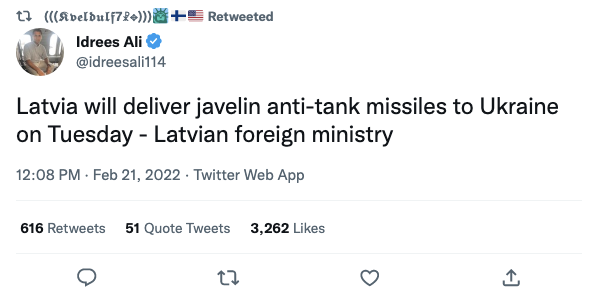 (((𝕶𝖛𝖊𝖑𝖉𝖚𝖑𝖋))) Retweeted
Idrees Ali
@idreesali114
Latvia will deliver javelin anti-tank missiles to Ukraine
on Tuesday - Latvian foreign ministry
12:08 PM · Feb 21, 2022 · Twitter Web App
616 Retweets 51 Quote Tweets 3,262 Likes